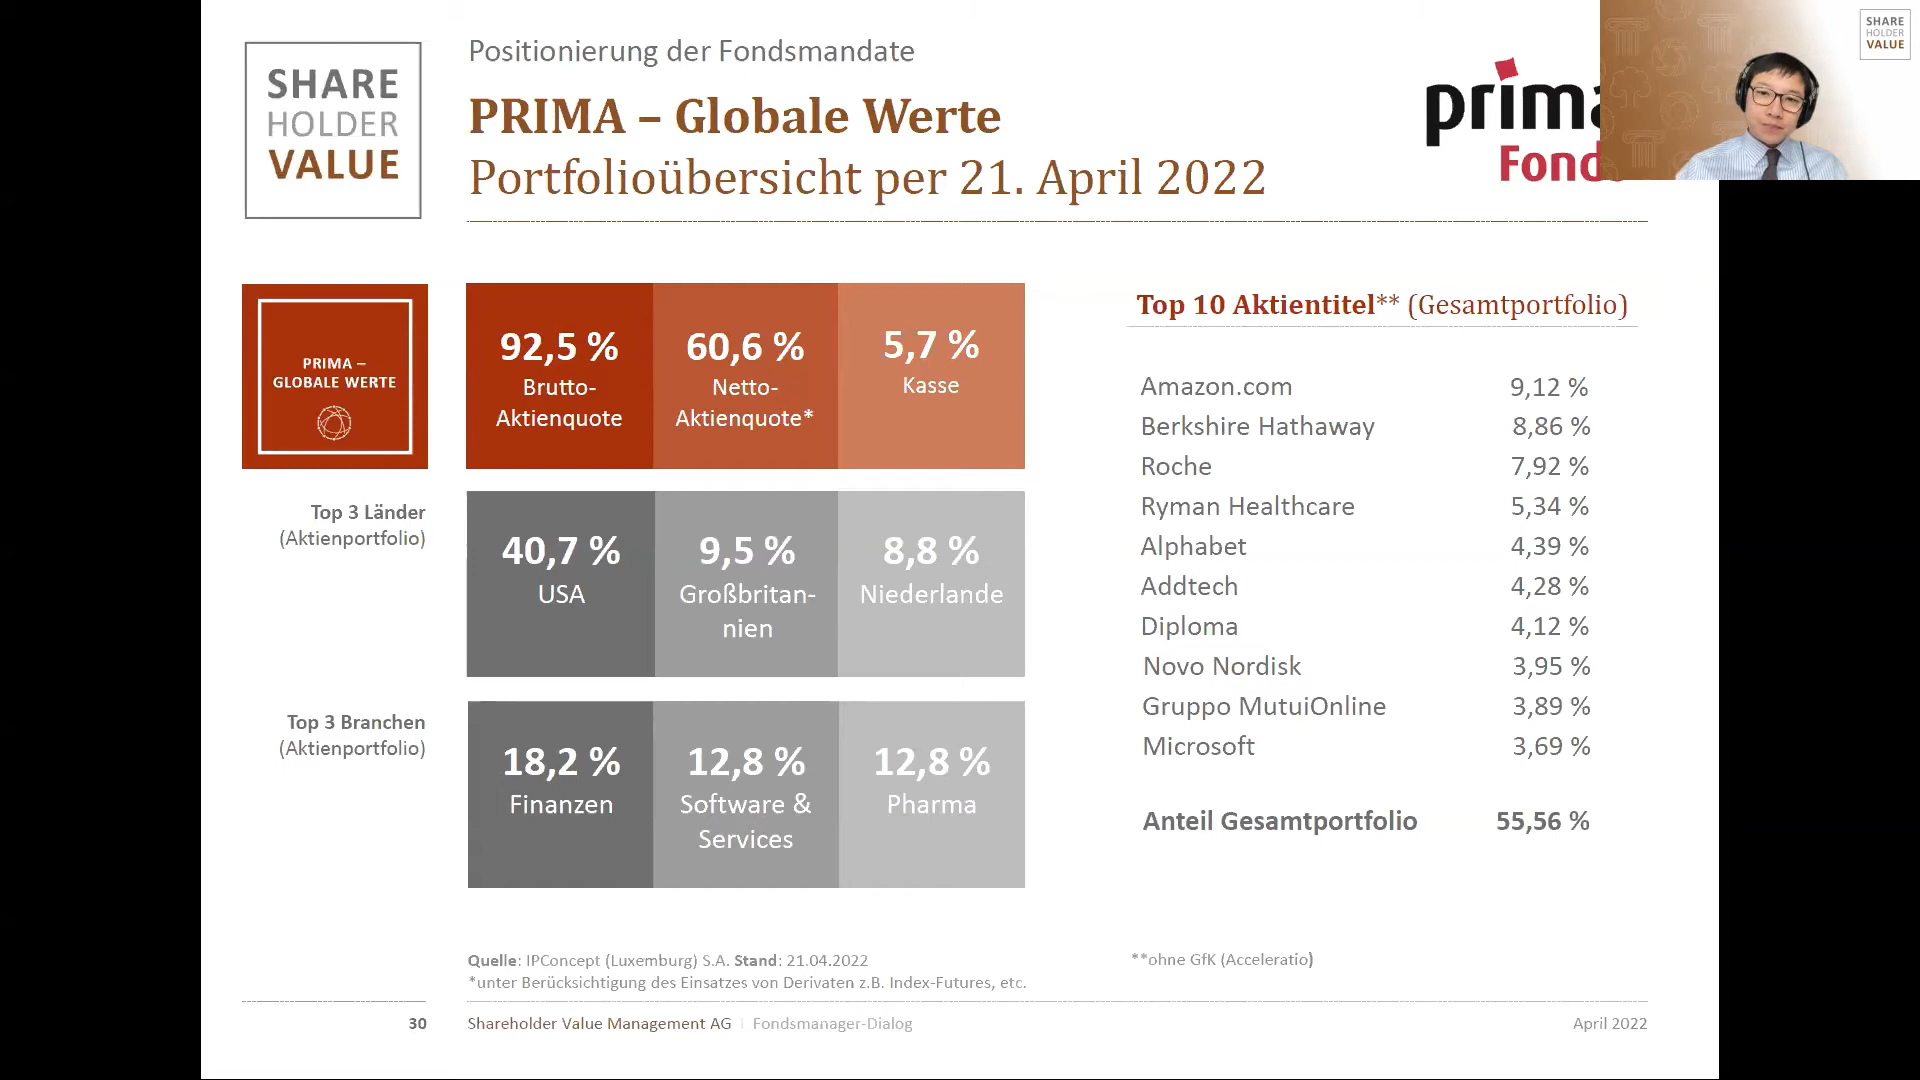 SHARE
HOLDER
VALUE
Positionierung der Fondsmandate
PRIMA – Globale Werte
Portfolioübersicht per 21. April 2022
SHARE
HOLDER
VALUE
PRIMA –
GLOBALE WERTE
92,5 %
Brutto-
Aktienquote
60,6 %
Netto-
Aktienquote*
5,7 %
Kasse
Top 3 Länder
(Aktienportfolio)
40,7 %
USA
9,5 %
Großbritan-
nien
8,8 %
Niederlande
Top 3 Branchen
(Aktienportfolio)
18,2 %
Finanzen
12,8 %
Software &
Services
12,8 %
Pharma
Top 10 Aktientitel** (Gesamtportfolio)
Amazon.com 9,12 %
Berkshire Hathaway 8,86 %
Roche 7,92 %
Ryman Healthcare 5,34 %
Alphabet 4,39 %
Addtech 4,28 %
Diploma 4,12 %
Novo Nordisk 3,95 %
Gruppo MutuiOnline 3,89 %
Microsoft 3,69 %
Anteil Gesamtportfolio 55,56 %
Quelle: IPConcept (Luxemburg) S.A. Stand: 21.04.2022
*unter Berücksichtigung des Einsatzes von Derivaten z.B. Index-Futures, etc.
**ohne GfK (Acceleratio)
30 Shareholder Value Management AG | Fondsmanager-Dialog April 2022